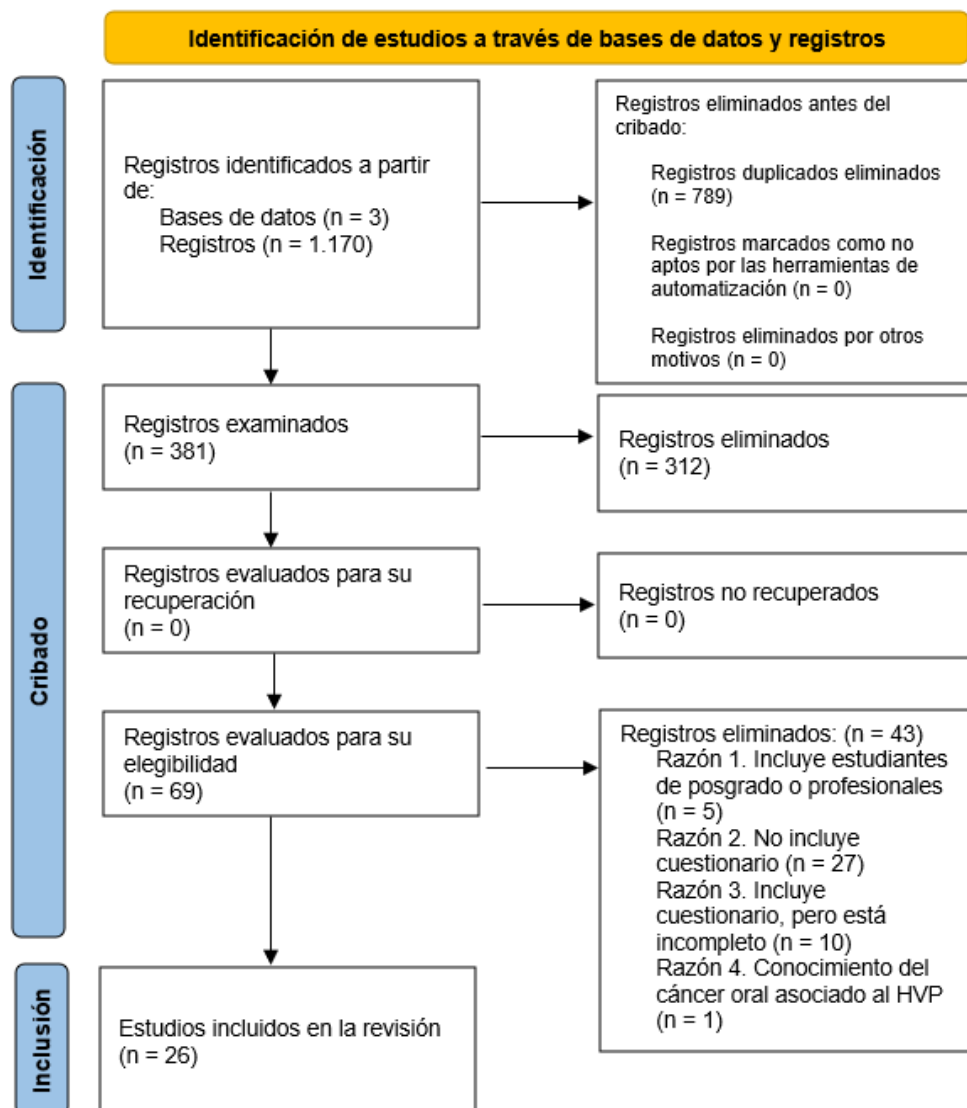 Identificación de estudios a través de bases de datos y registros
Identificación
Registros identificados a partir
de:
Bases de datos (n = 3)
Registros (n = 1.170)
Registros eliminados antes del
cribado:
Registros duplicados eliminados
(n = 789)
Registros marcados como no
aptos por las herramientas de
automatización (n = 0)
Registros eliminados por otros
motivos (n = 0)
Cribado
Registros examinados
(n = 381)
Registros eliminados
(n = 312)
Registros evaluados para su
recuperación
(n = 0)
Registros no recuperados
(n = 0)
Registros evaluados para su
elegibilidad
(n = 69)
Registros eliminados: (n = 43)
Razón 1. Incluye estudiantes
de posgrado o profesionales
(n = 5)
Razón 2. No incluye
cuestionario (n = 27)
Razón 3. Incluye
cuestionario, pero está
incompleto (n = 10)
Razón 4. Conocimiento del
cáncer oral asociado al HVP
(n = 1)
Inclusión
Estudios incluidos en la revisión
(n = 26)